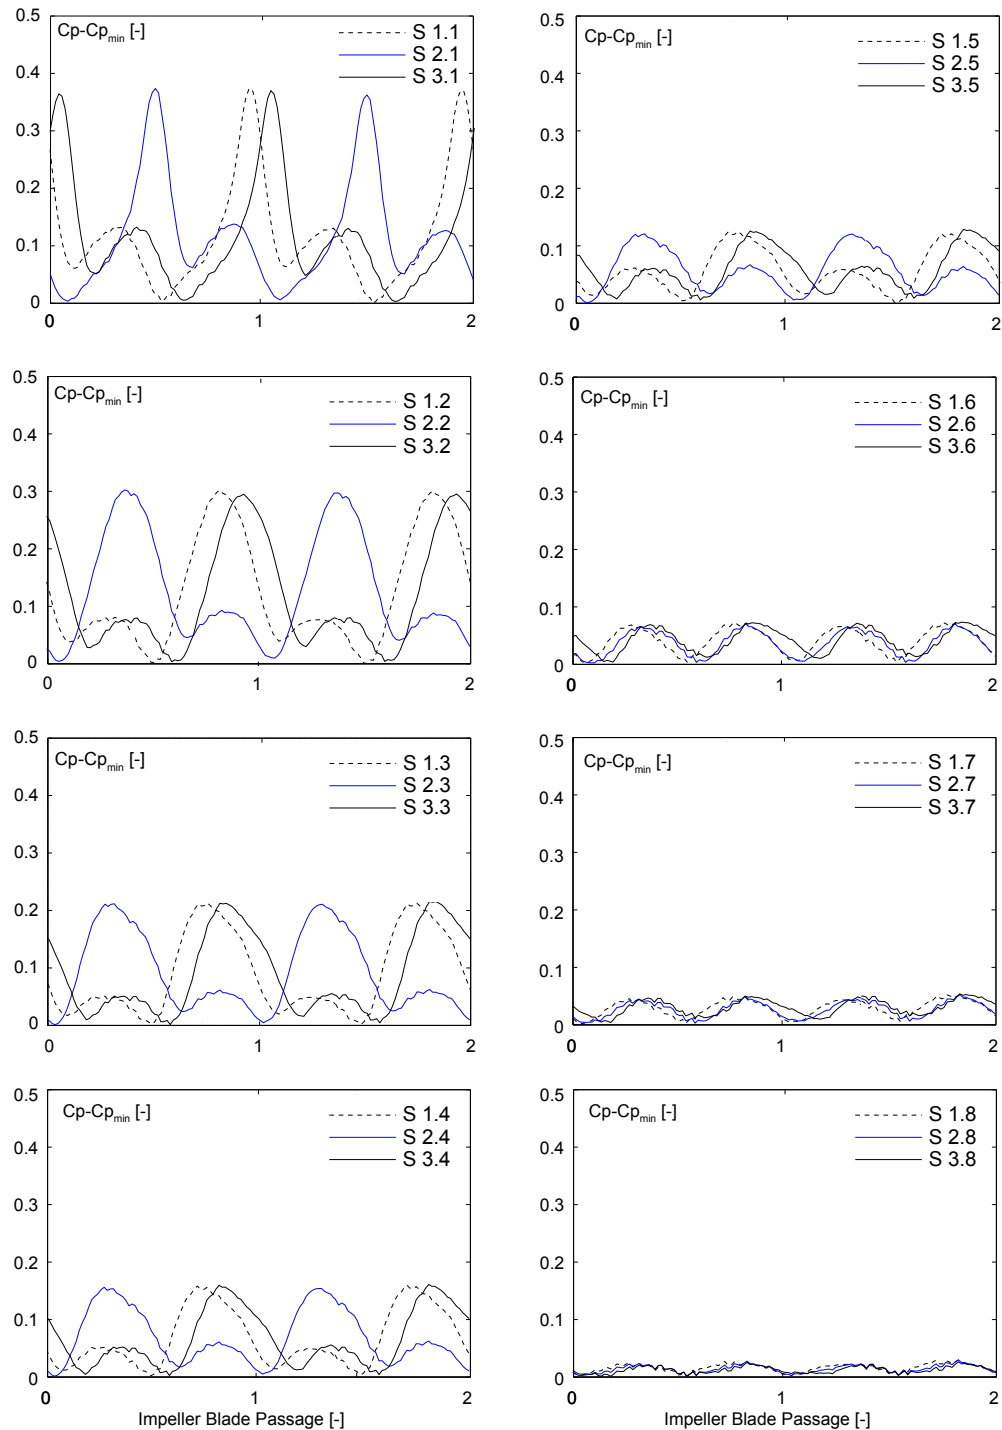 0.5
Cp-Cpmin [-]
S 1.1
S 2.1
S 3.1
0.4
0.3
0.2
0.1
0
0 1 2
0.5
Cp-Cpmin [-]
S 1.5
S 2.5
S 3.5
0.4
0.3
0.2
0.1
0
0 1 2
0.5
Cp-Cpmin [-]
S 1.2
S 2.2
S 3.2
0.4
0.3
0.2
0.1
0
0 1 2
0.5
Cp-Cpmin [-]
S 1.6
S 2.6
S 3.6
0.4
0.3
0.2
0.1
0
0 1 2
0.5
Cp-Cpmin [-]
S 1.3
S 2.3
S 3.3
0.4
0.3
0.2
0.1
0
0 1 2
0.5
Cp-Cpmin [-]
S 1.7
S 2.7
S 3.7
0.4
0.3
0.2
0.1
0
0 1 2
0.5
Cp-Cpmin [-]
S 1.4
S 2.4
S 3.4
0.4
0.3
0.2
0.1
0
0 1 2
Impeller Blade Passage [-]
0.5
Cp-Cpmin [-]
S 1.8
S 2.8
S 3.8
0.4
0.3
0.2
0.1
0
0 1 2
Impeller Blade Passage [-]